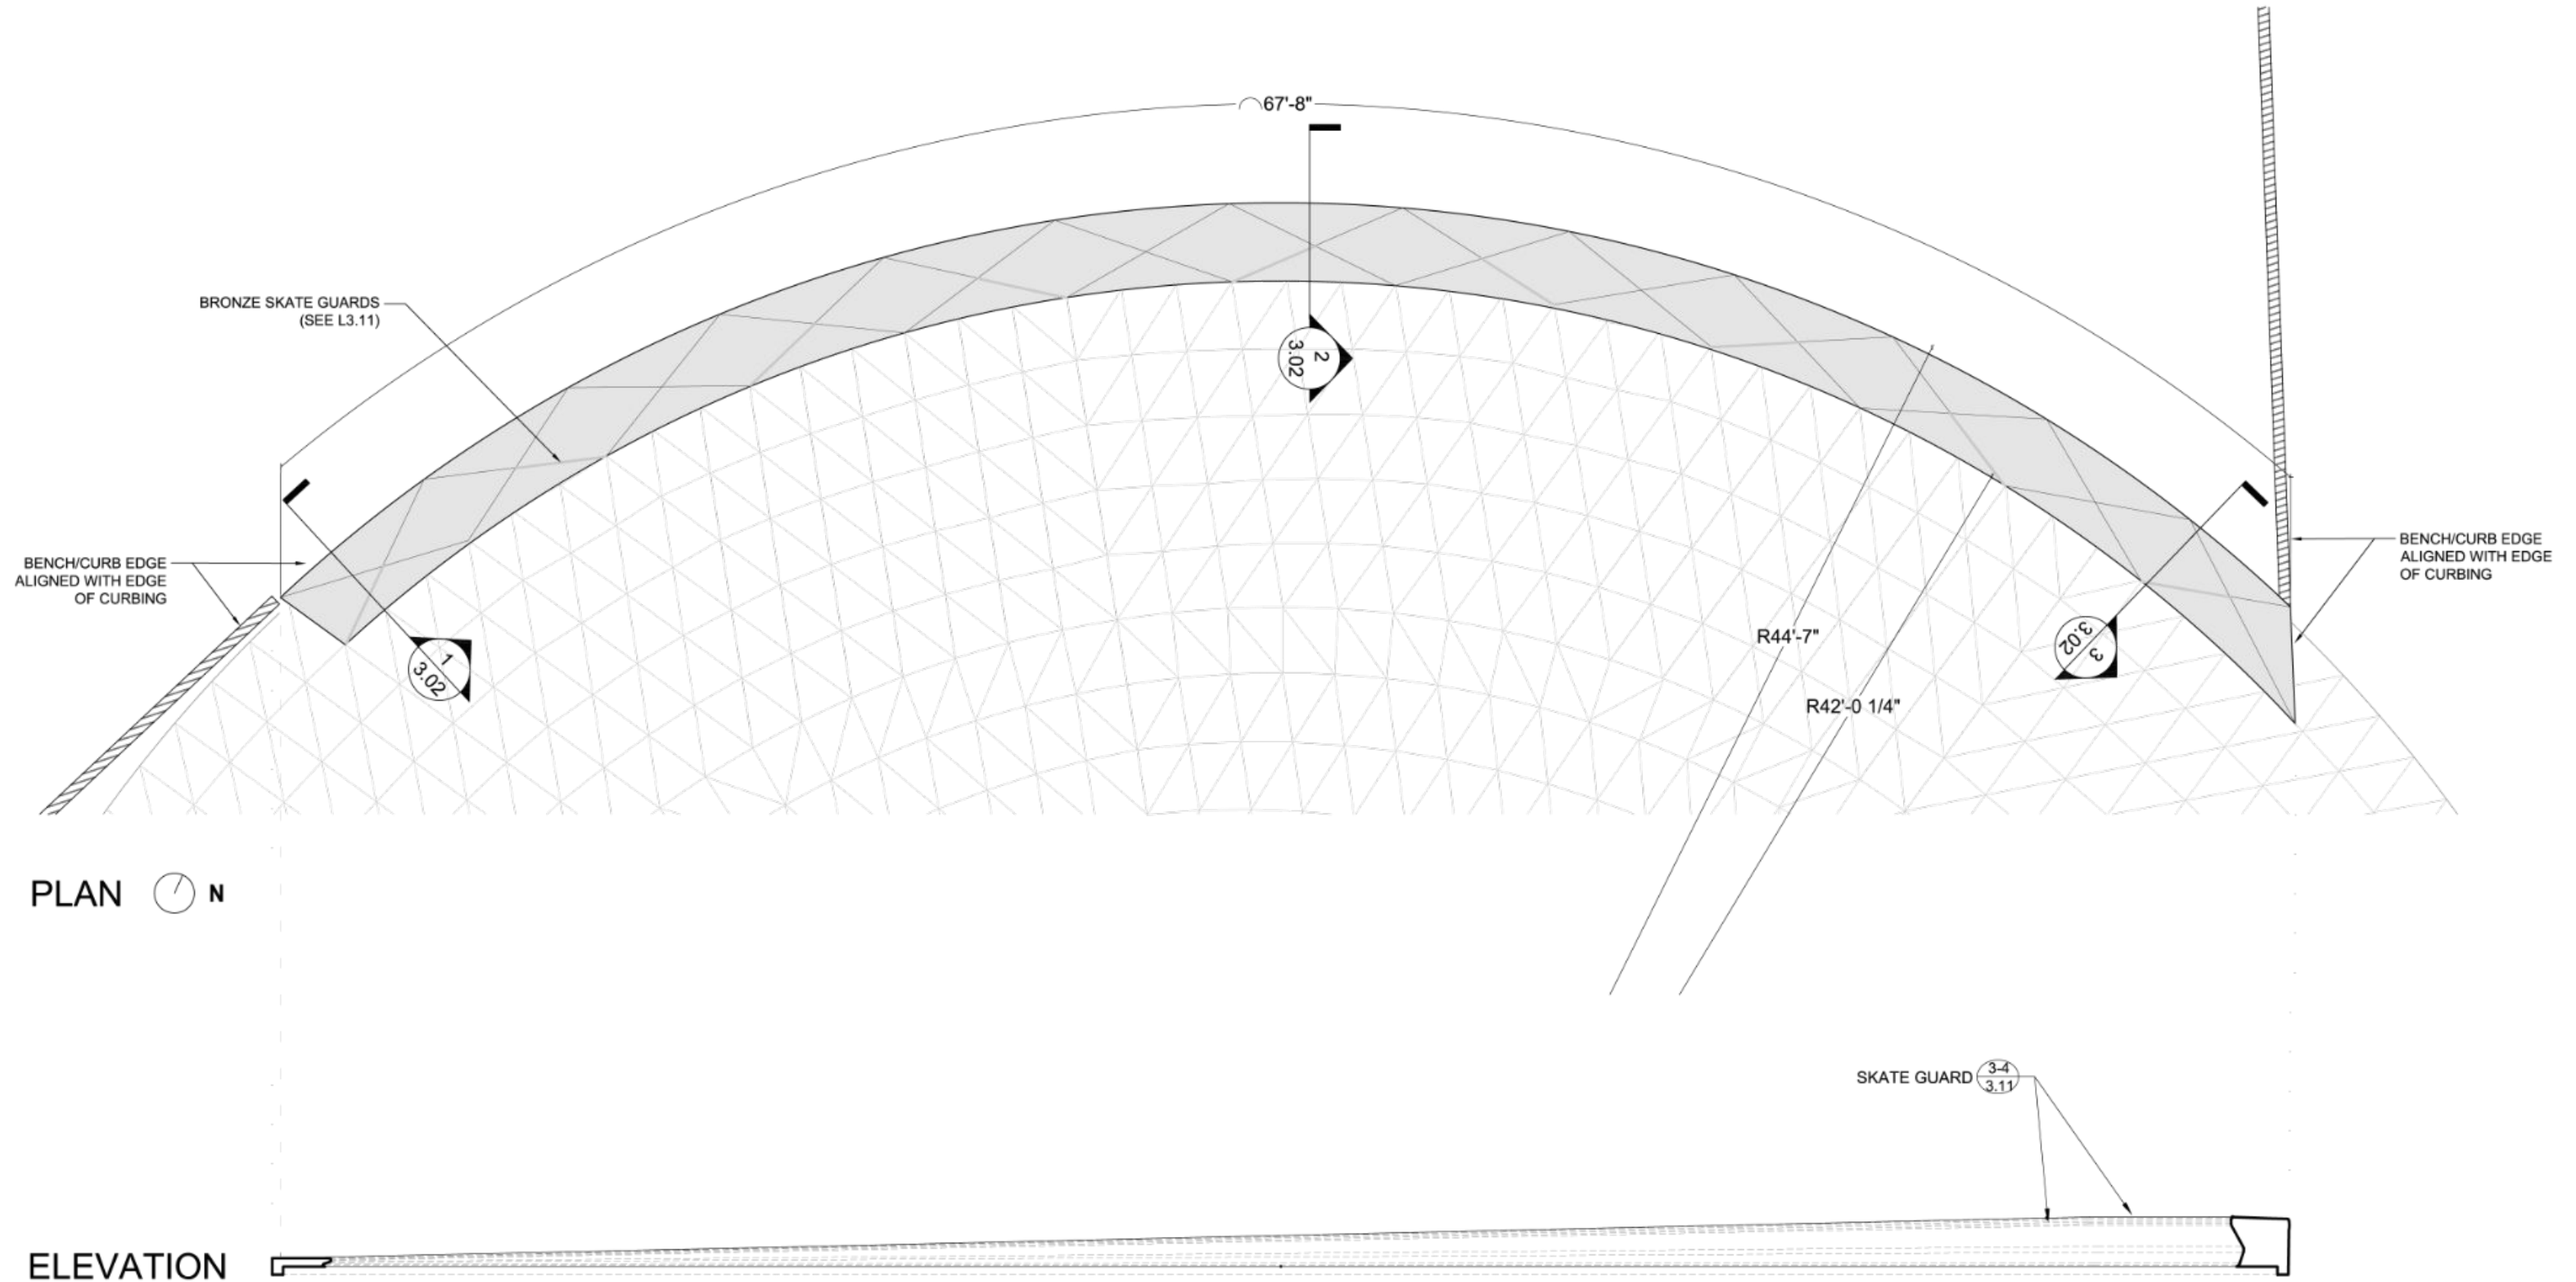 67'-8"
BRONZE SKATE GUARDS
(SEE L3.11)
2
3.02
BENCH/CURB EDGE
ALIGNED WITH EDGE
OF CURBING
BENCH/CURB EDGE
ALIGNED WITH EDGE
OF CURBING
1
3.02
R44'-7"
3
3.02
R42'-0 1/4"
PLAN N
SKATE GUARD 3-4
3.11
ELEVATION